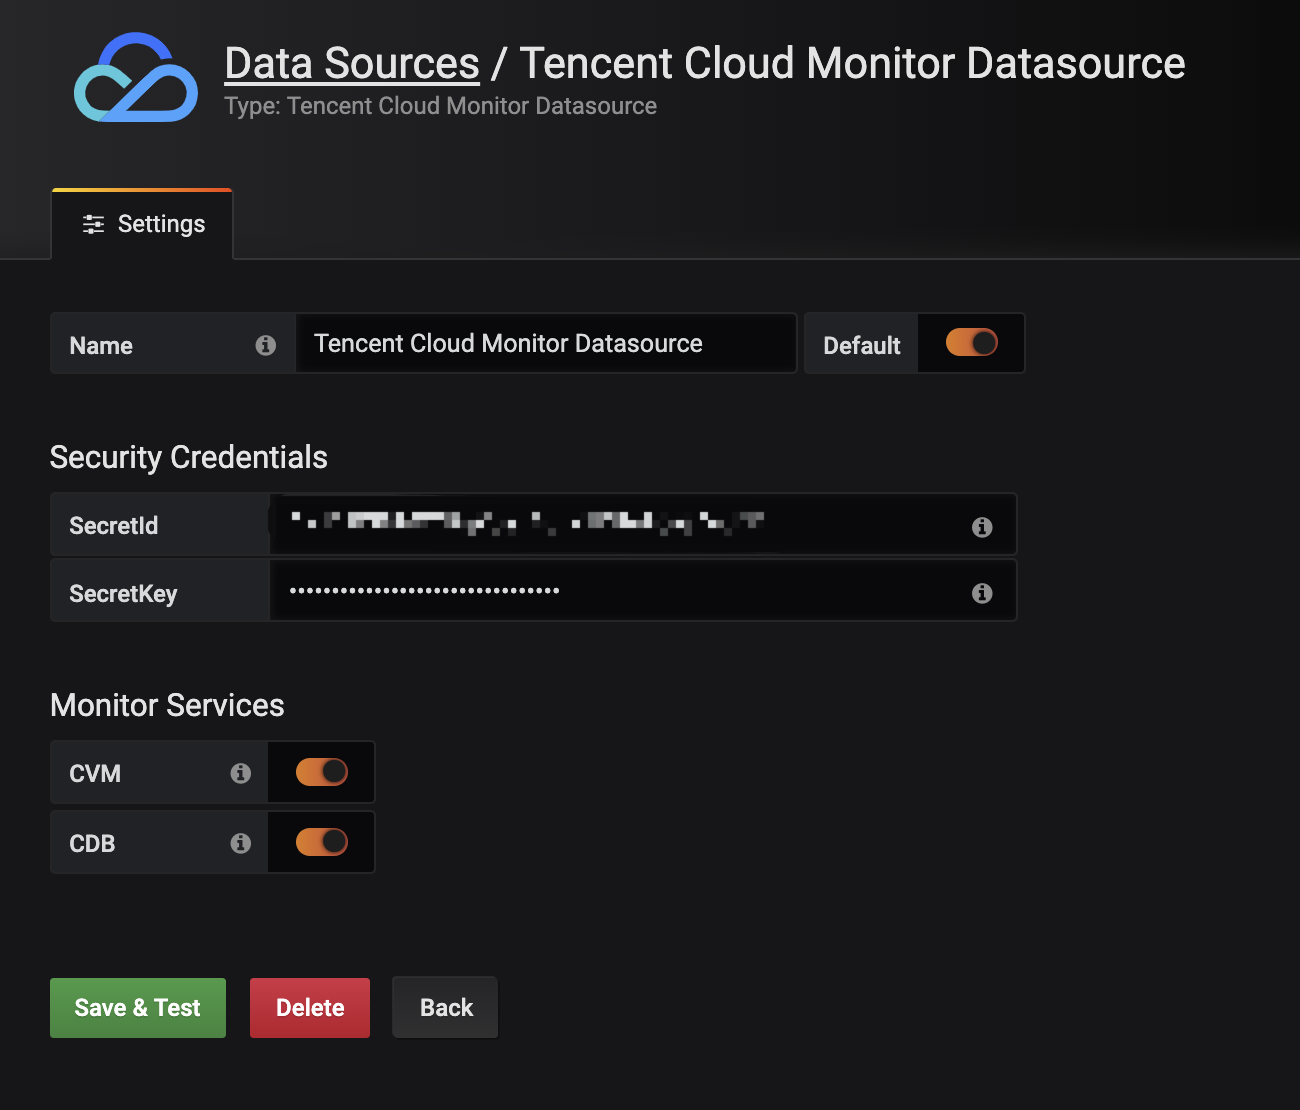 Data Sources / Tencent Cloud Monitor Datasource
Type: Tencent Cloud Monitor Datasource
Settings
Name Tencent Cloud Monitor Datasource Default
Security Credentials
SecretId
SecretKey
Monitor Services
CVM
CDB
Save & Test Delete Back